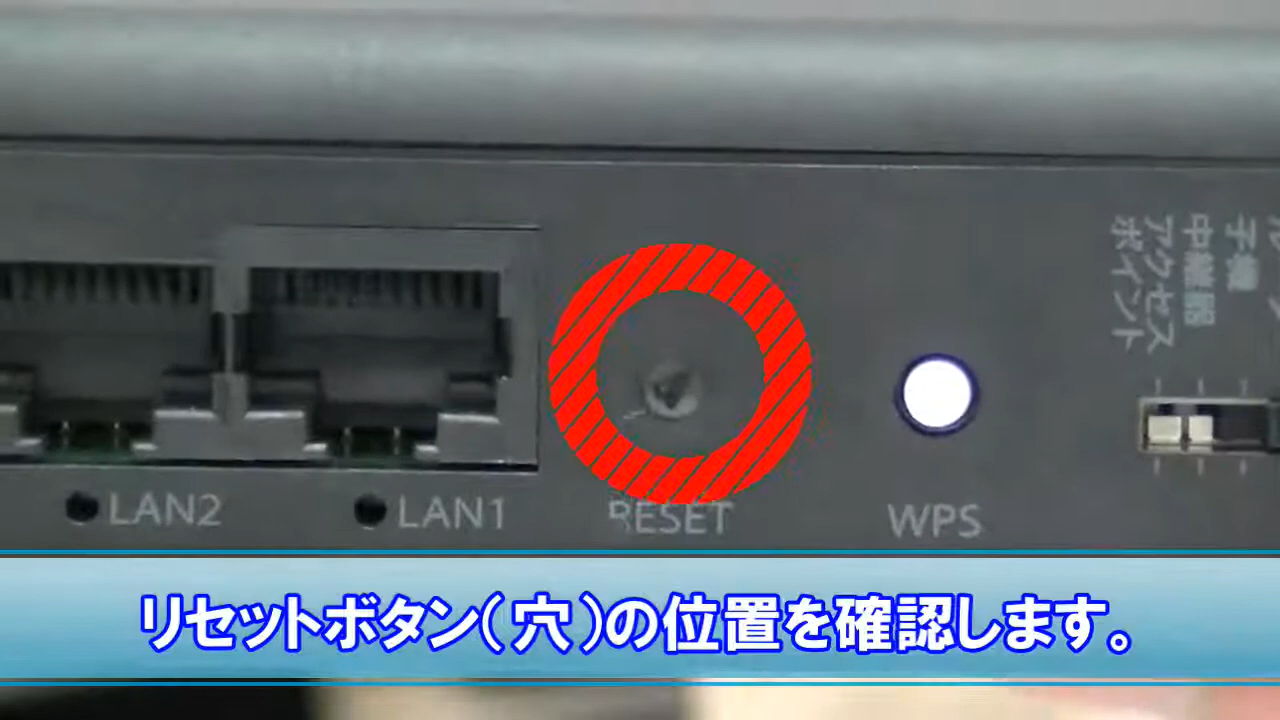 アクセス
ポイント
中継器
子機
LAN2
LAN1
RESET
WPS
リセットボタン(穴)の位置を確認します。